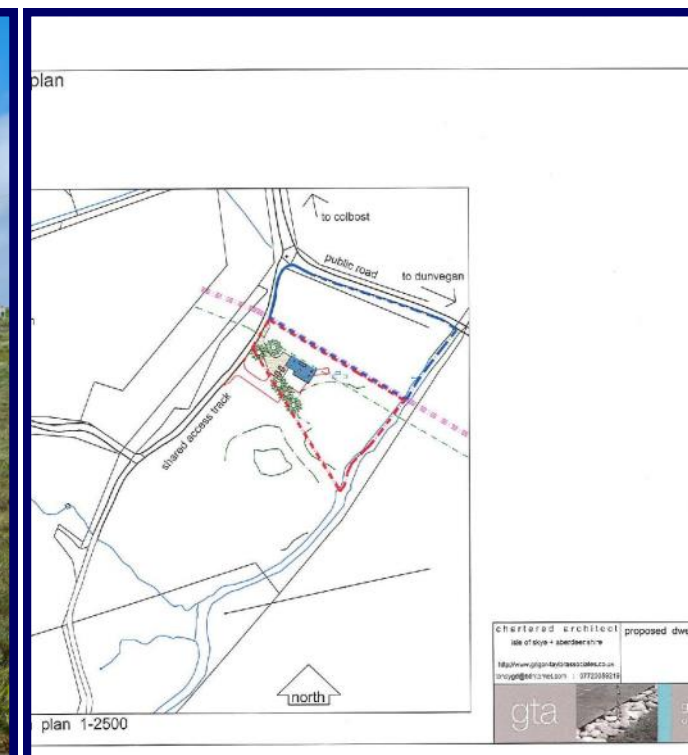 plan
to colbost
public road
to dunvegan
shared access track
north
plan 1-2500
chartered architect
isle of skye + aberdeenshire
proposed dwe
gta